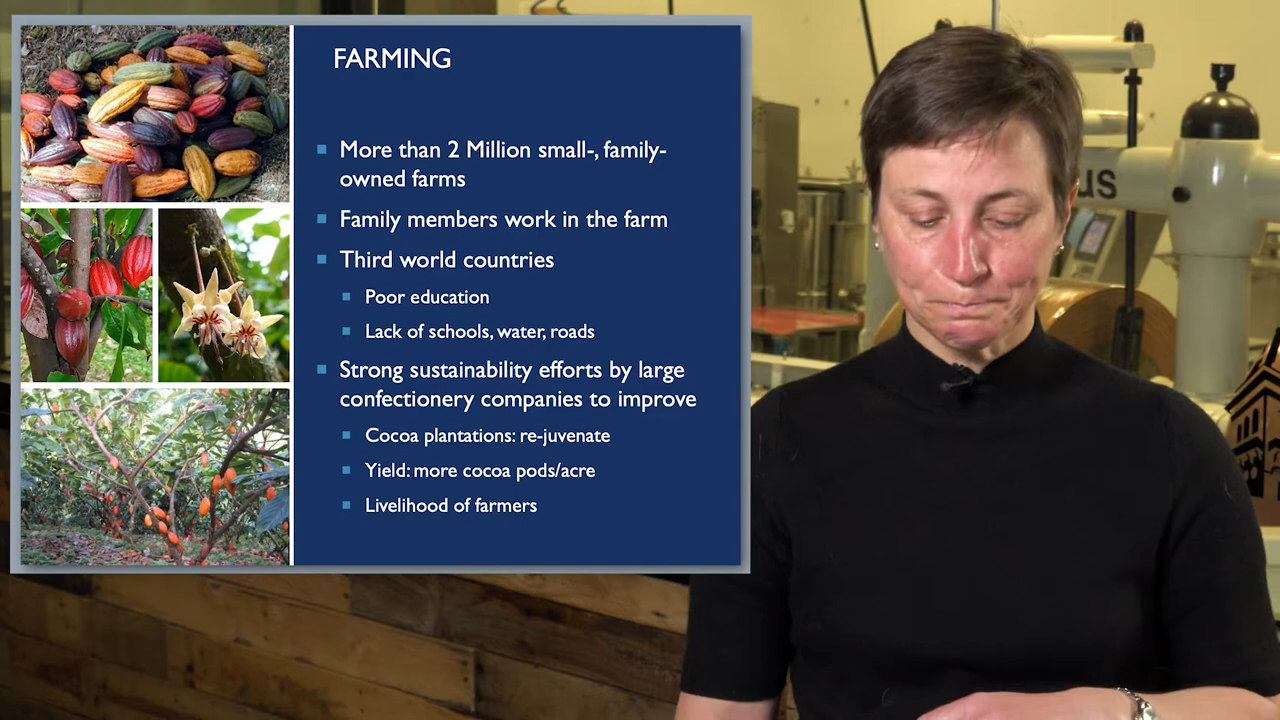 FARMING
More than 2 Million small-, family-
owned farms
Family members work in the farm
Third world countries
Poor education
Lack of schools, water, roads
Strong sustainability efforts by large
confectionery companies to improve
Cocoa plantations: re-juvenate
Yield: more cocoa pods/acre
Livelihood of farmers